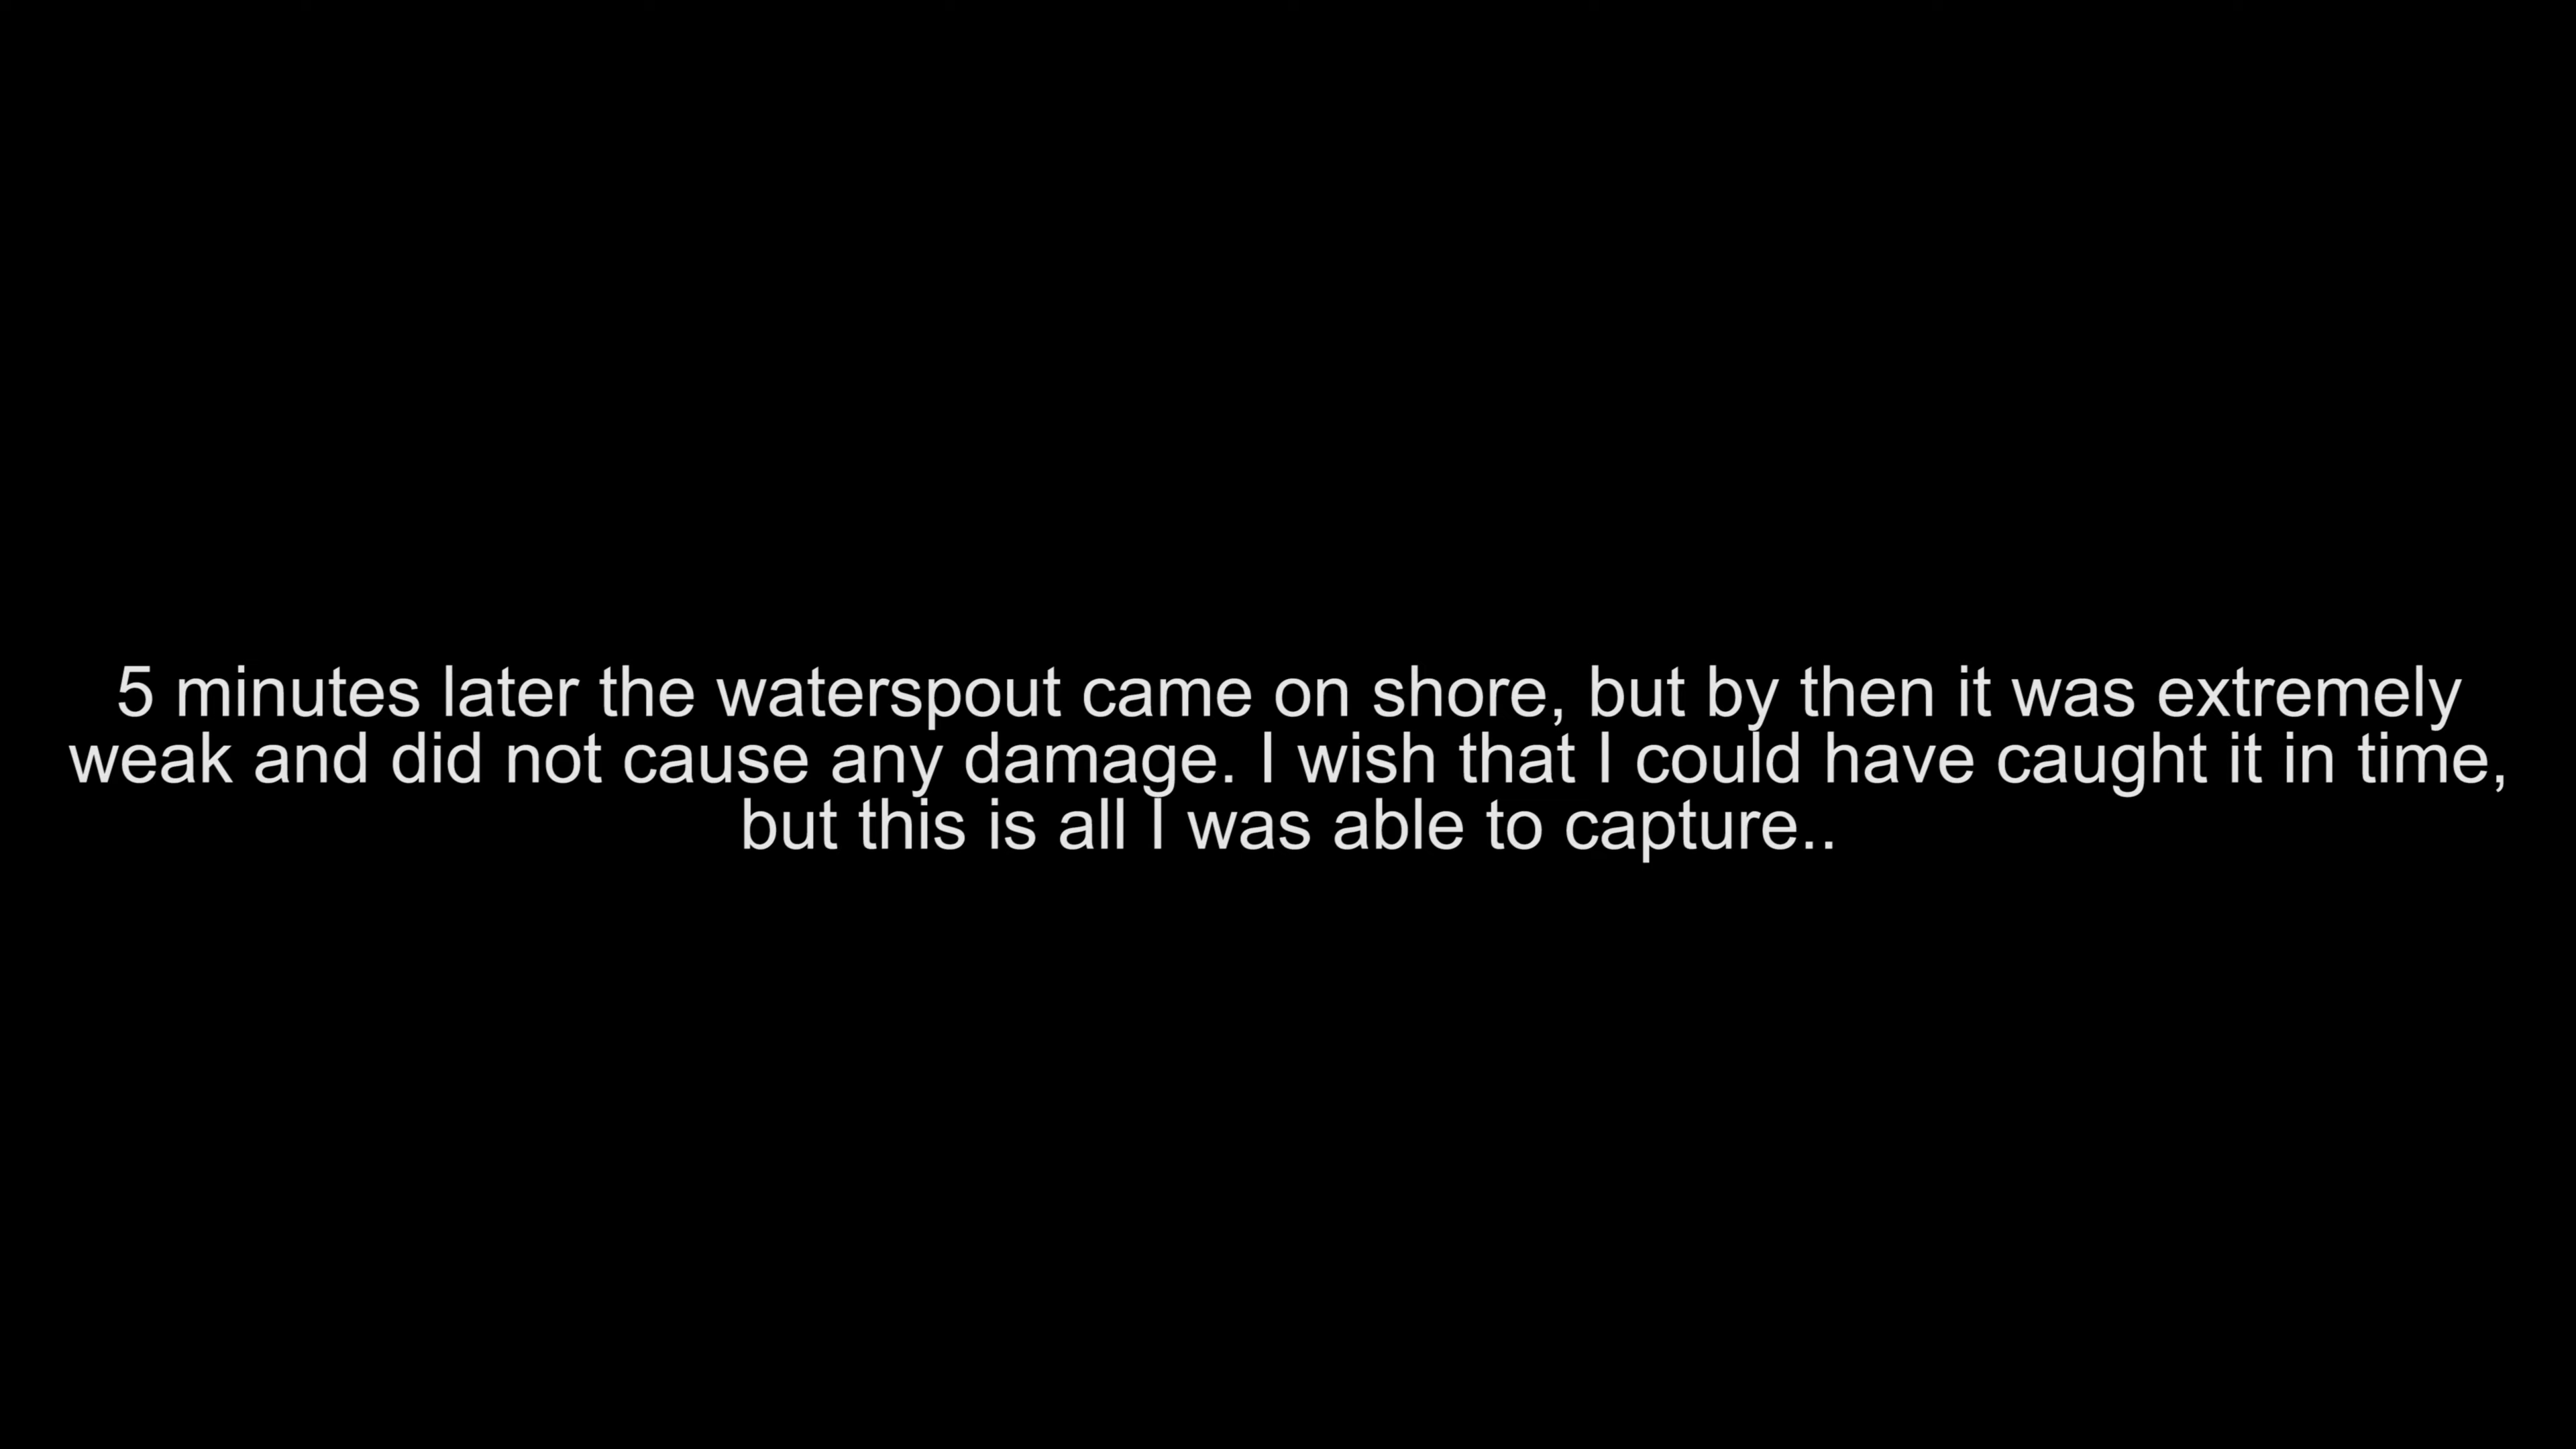 5 minutes later the waterspout came on shore, but by then it was extremely
weak and did not cause any damage. I wish that I could have caught it in time,
but this is all I was able to capture..